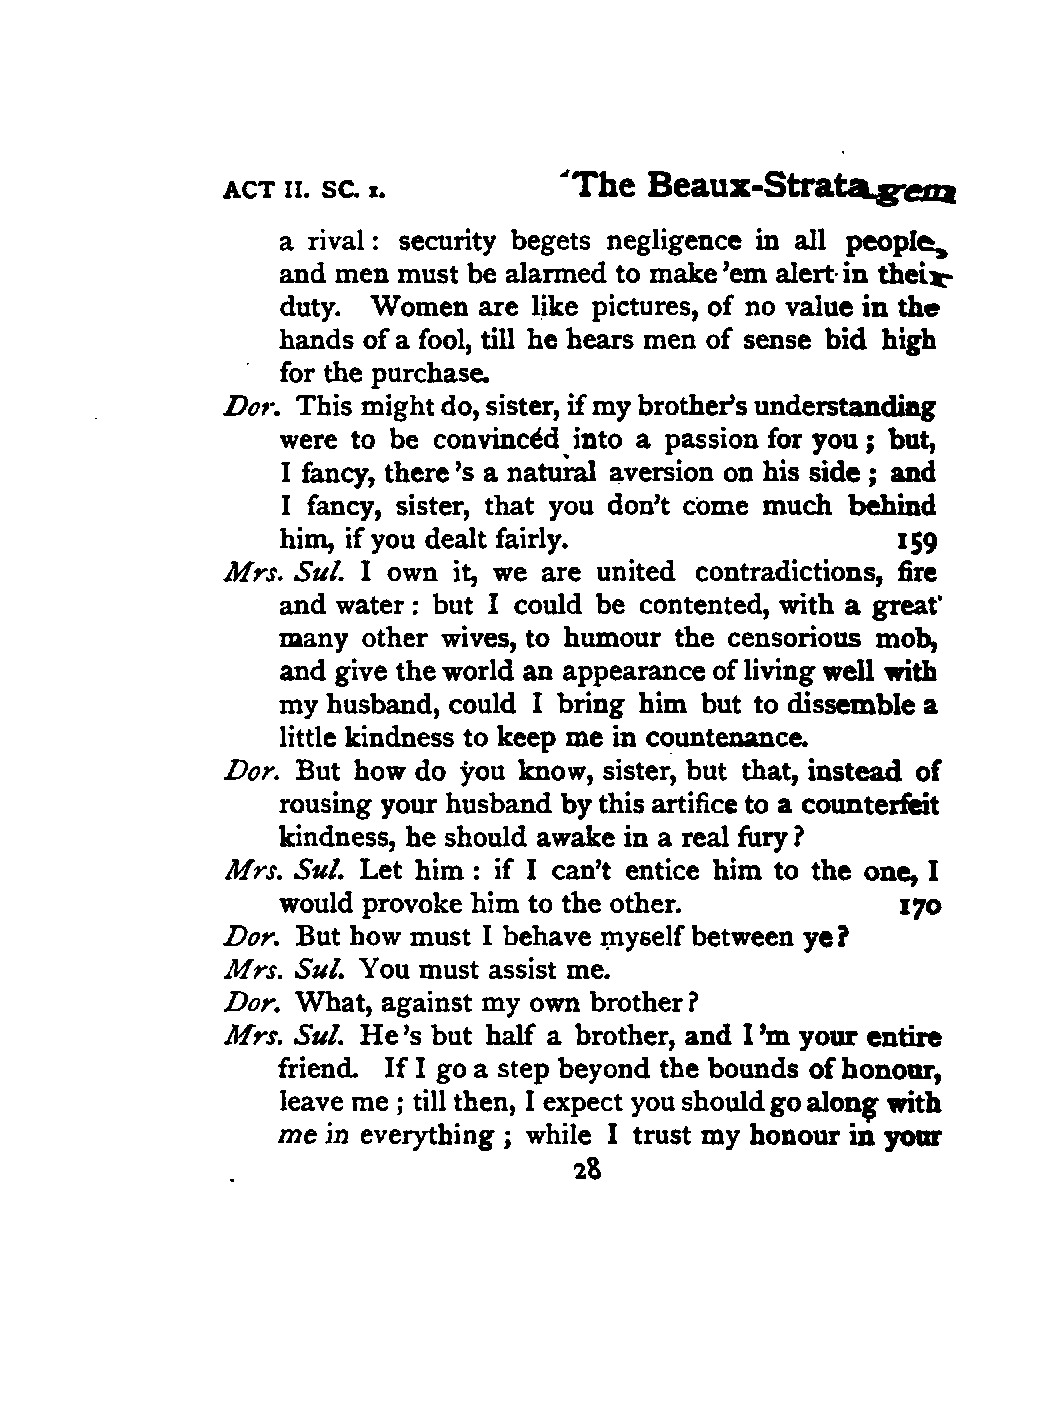 ACT II. SC. 1. The Beaux-Stratagem
a rival: security begets negligence in all people,
and men must be alarmed to make 'em alert in their
duty. Women are like pictures, of no value in the
hands of a fool, till he hears men of sense bid high
for the purchase.
Dor. This might do, sister, if my brother's understanding
were to be convincéd into a passion for you; but,
I fancy, there's a natural aversion on his side; and
I fancy, sister, that you don't come much behind
him, if you dealt fairly. 159
Mrs. Sul. I own it, we are united contradictions, fire
and water: but I could be contented, with a great
many other wives, to humour the censorious mob,
and give the world an appearance of living well with
my husband, could I bring him but to dissemble a
little kindness to keep me in countenance.
Dor. But how do you know, sister, but that, instead of
rousing your husband by this artifice to a counterfeit
kindness, he should awake in a real fury?
Mrs. Sul. Let him: if I can't entice him to the one, I
would provoke him to the other. 170
Dor. But how must I behave myself between ye?
Mrs. Sul. You must assist me.
Dor. What, against my own brother?
Mrs. Sul. He's but half a brother, and I'm your entire
friend. If I go a step beyond the bounds of honour,
leave me; till then, I expect you should go along with
me in everything; while I trust my honour in your
28